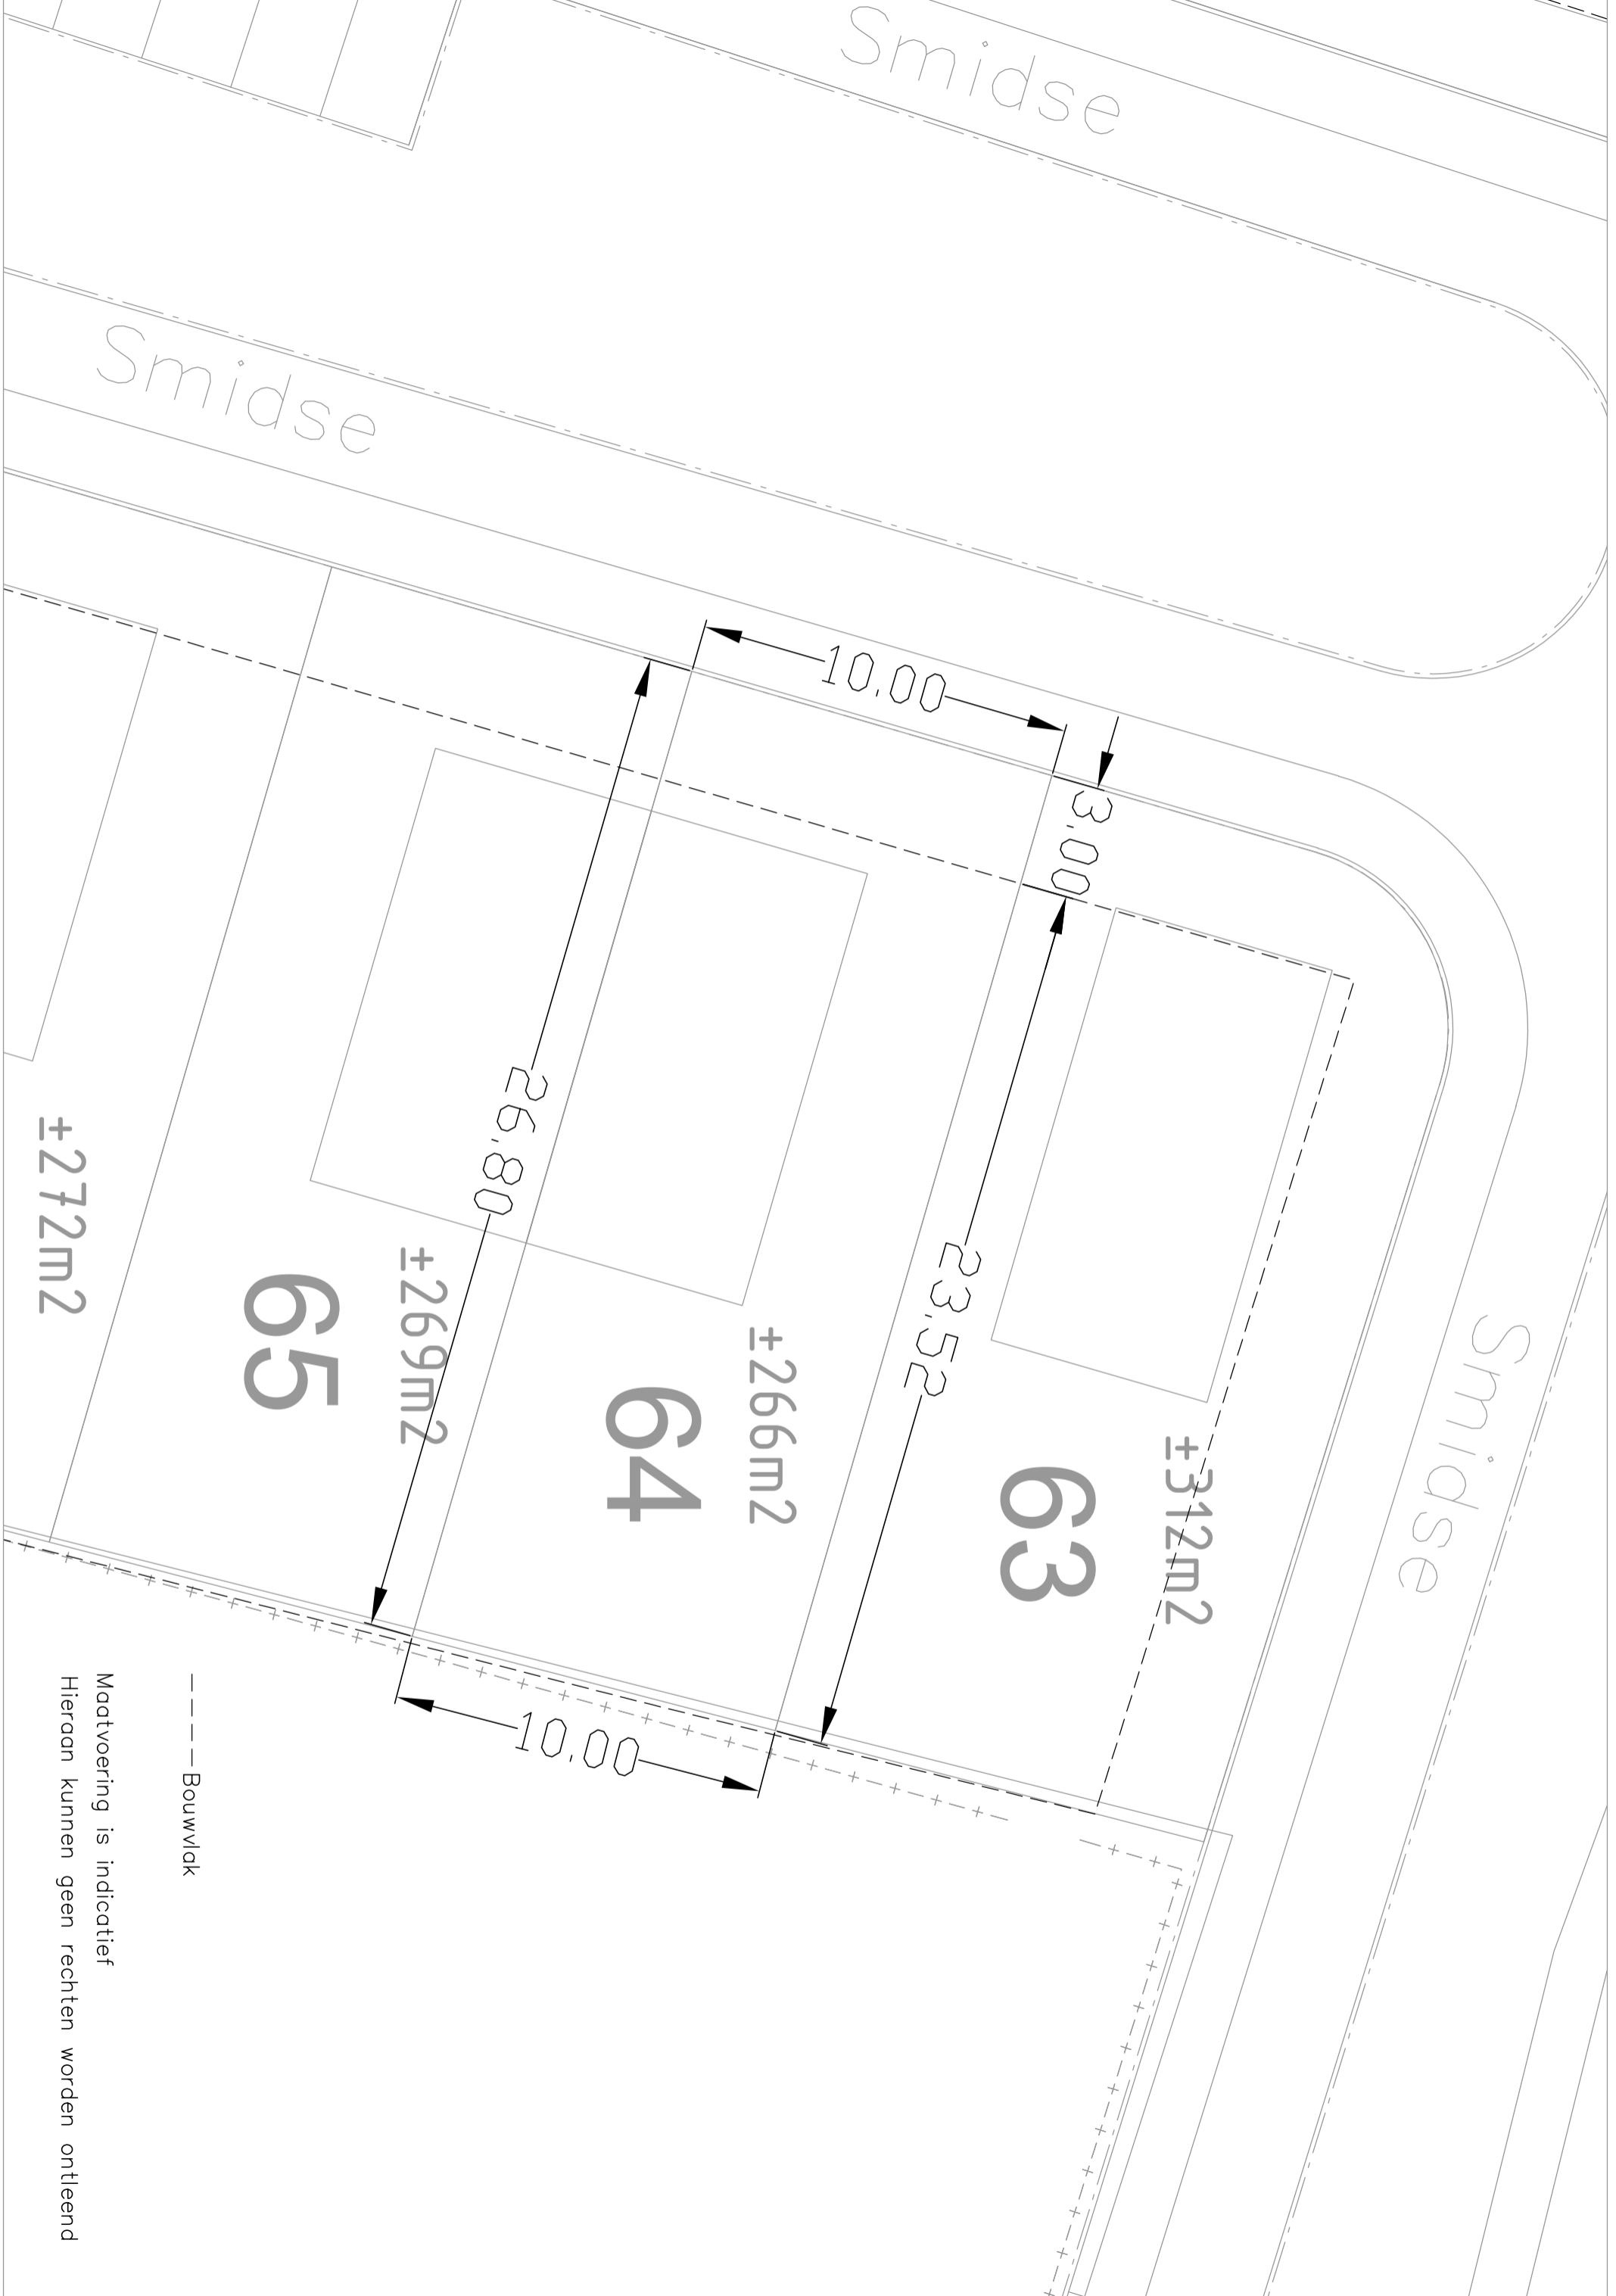 Smidse
Smidse
Smidse
10,00
3,00
26,80
23,52
10,00
±272m2
65
±269m2
64
±266m2
63
±312m2
Bouwvlak
Maatvoering is indicatief
Hieraan kunnen geen rechten worden ontleend